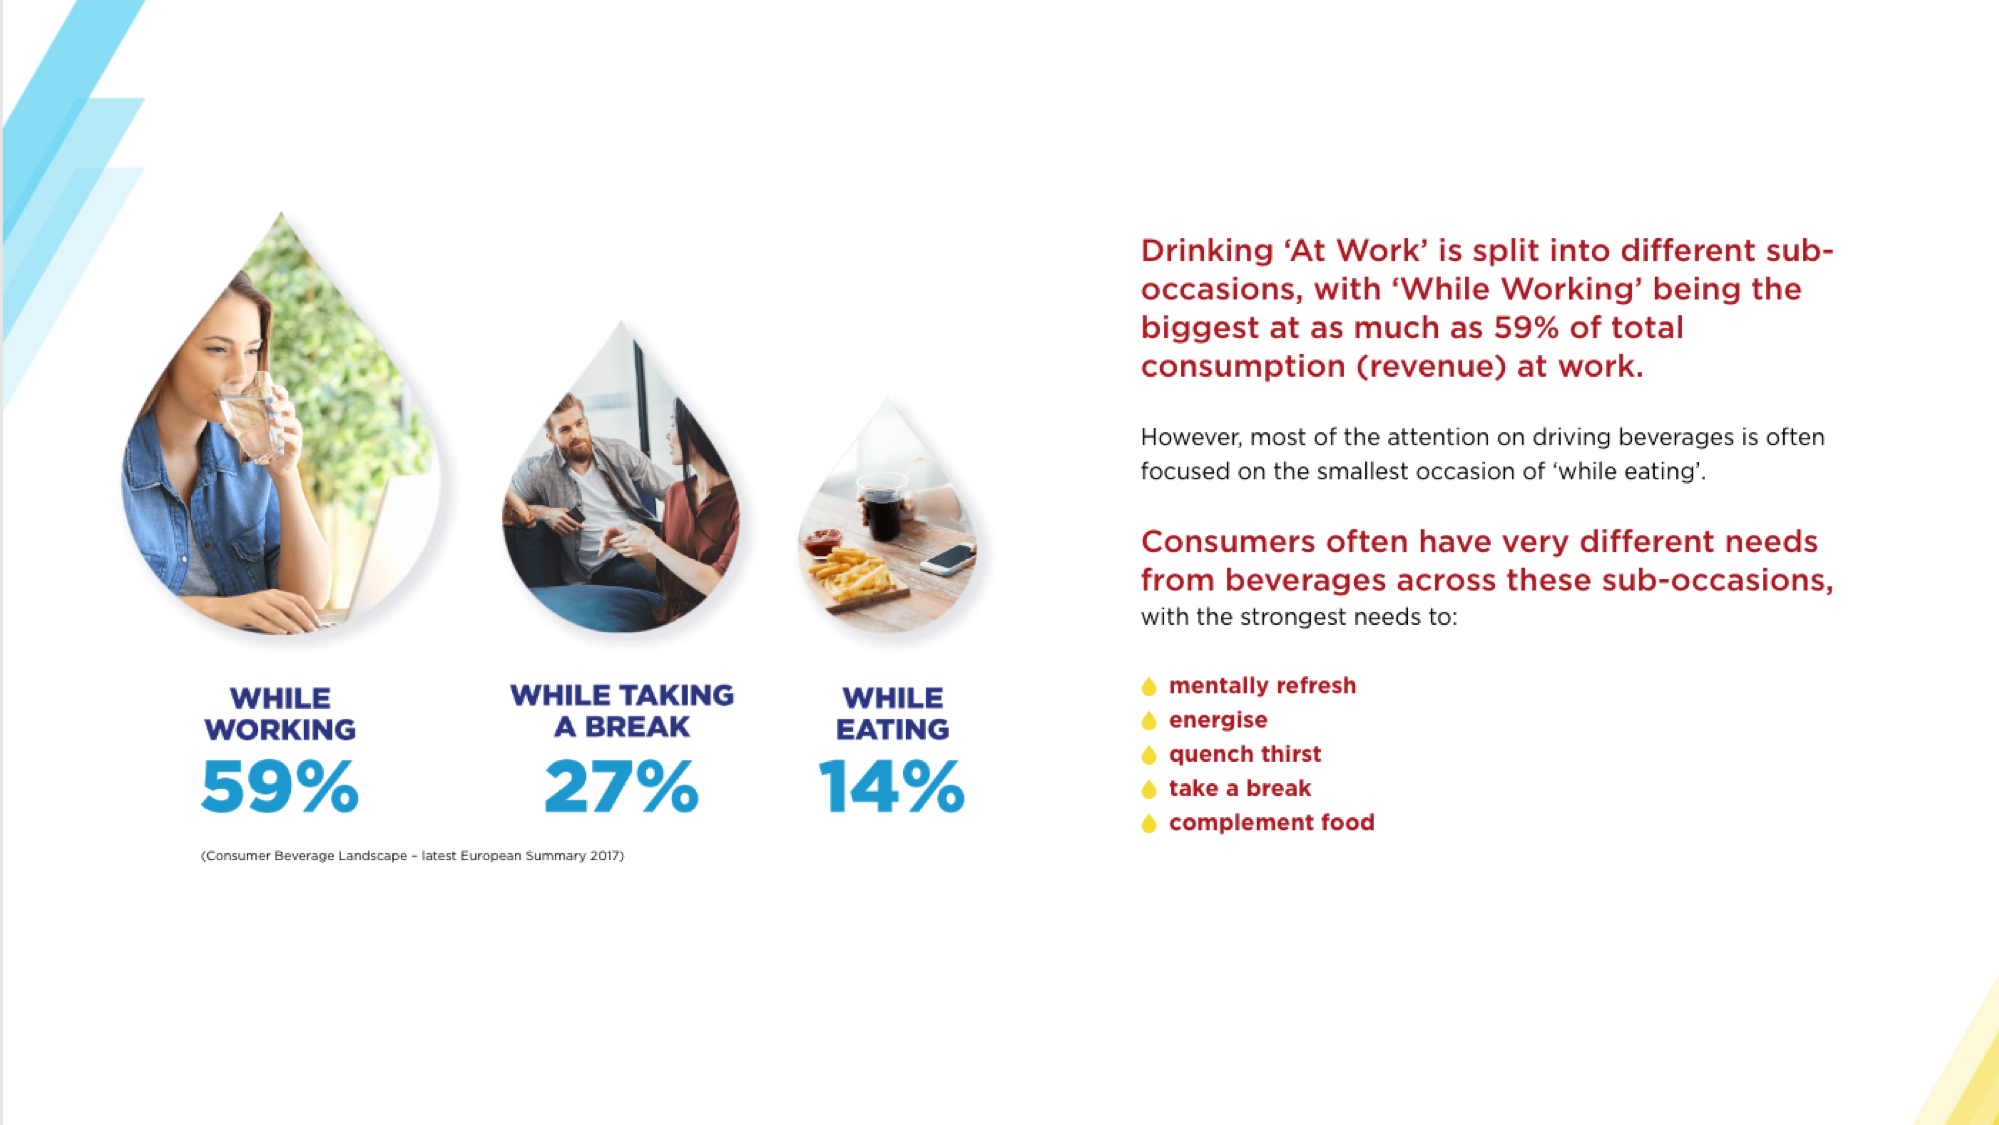 WHILE
WORKING
59%
WHILE TAKING
A BREAK
27%
WHILE
EATING
14%
(Consumer Beverage Landscape – latest European Summary 2017)
Drinking ‘At Work’ is split into different sub-
occasions, with ‘While Working’ being the
biggest at as much as 59% of total
consumption (revenue) at work.
However, most of the attention on driving beverages is often
focused on the smallest occasion of ‘while eating’.
Consumers often have very different needs
from beverages across these sub-occasions,
with the strongest needs to:
mentally refresh
energise
quench thirst
take a break
complement food